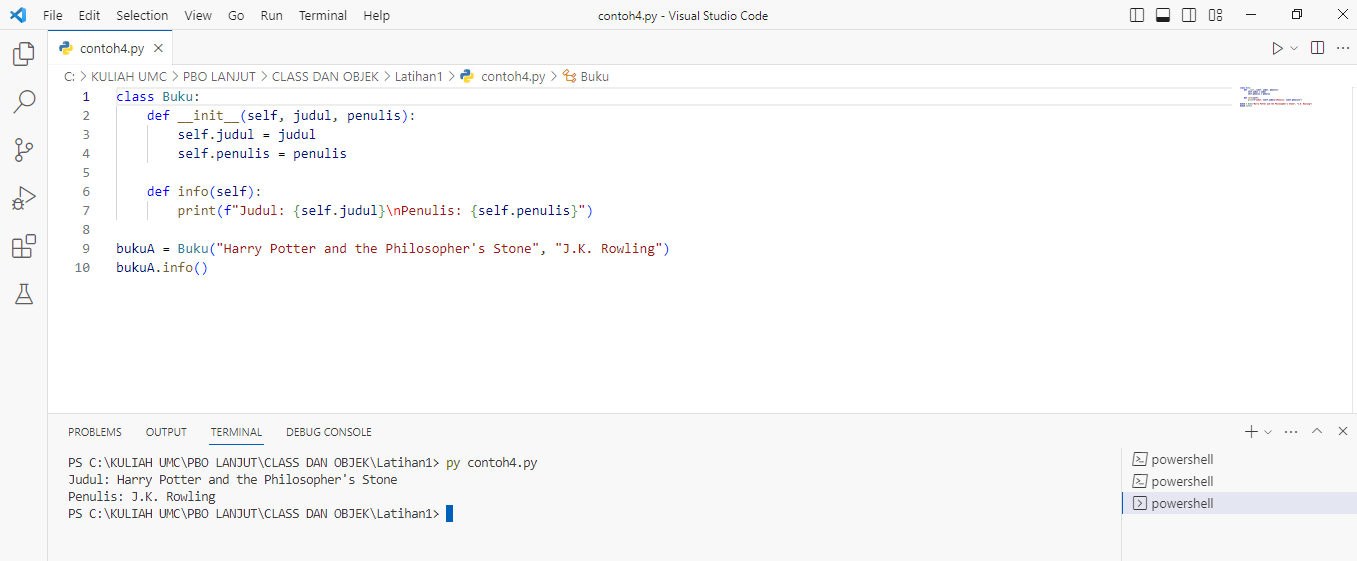 File Edit Selection View Go Run Terminal Help contoh4.py - Visual Studio Code
contoh4.py
C: > KULIAH UMC > PBO LANJUT > CLASS DAN OBJEK > Latihan1 > contoh4.py > Buku
1 class Buku:
2     def __init__(self, judul, penulis):
3         self.judul = judul
4         self.penulis = penulis
5
6     def info(self):
7         print(f"Judul: {self.judul}\nPenulis: {self.penulis}")
8
9 bukuA = Buku("Harry Potter and the Philosopher's Stone", "J.K. Rowling")
10 bukuA.info()
PROBLEMS OUTPUT TERMINAL DEBUG CONSOLE
PS C:\KULIAH UMC\PBO LANJUT\CLASS DAN OBJEK\Latihan1> py contoh4.py
Judul: Harry Potter and the Philosopher's Stone
Penulis: J.K. Rowling
PS C:\KULIAH UMC\PBO LANJUT\CLASS DAN OBJEK\Latihan1>
powershell
powershell
powershell